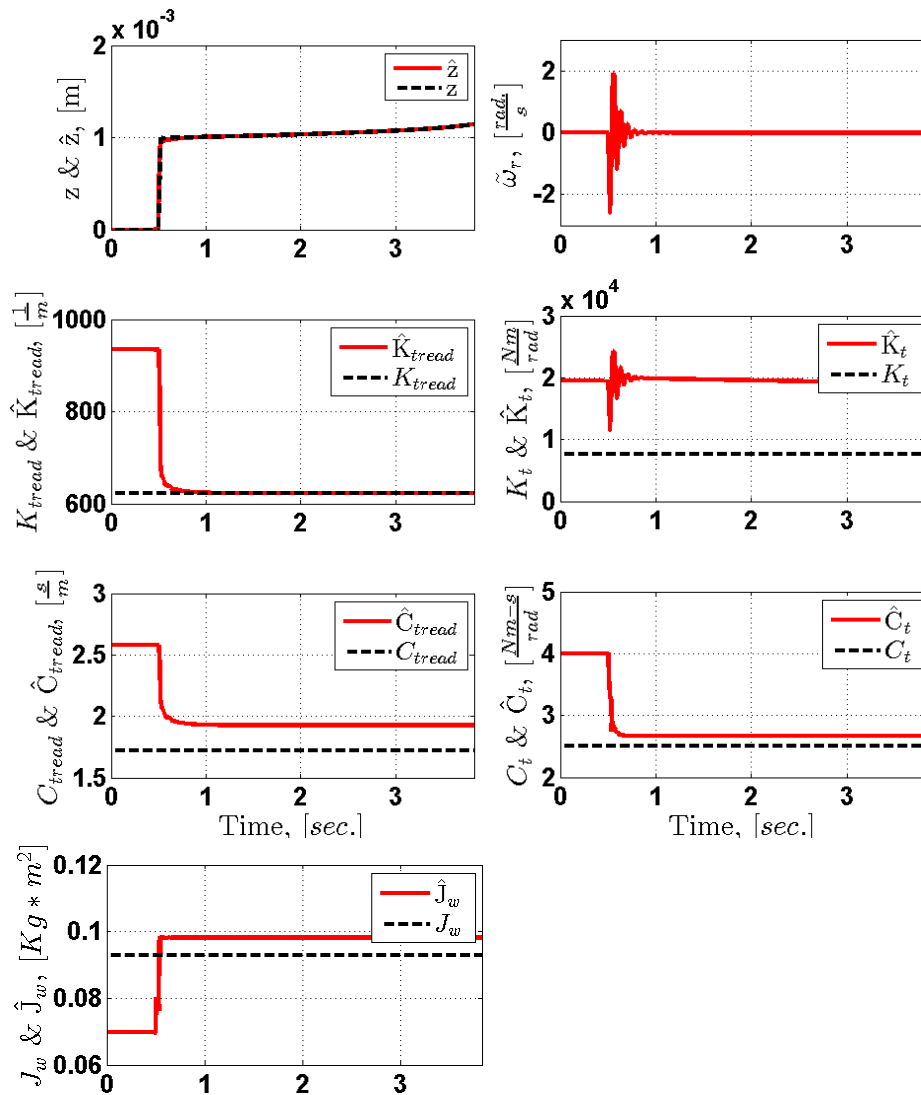 x 10⁻³
2
1
0
0 1 2 3
z & ẑ, [m]
ẑ
z
2
0
-2
0 1 2 3
ω̃ᵣ, [rad./s]
1000
800
600
0 1 2 3
K_tread & K̂_tread, [1/m]
K̂_tread
K_tread
x 10⁴
3
2
1
0
0 1 2 3
K_t & K̂_t, [Nm/rad]
K̂_t
K_t
3
2.5
2
1.5
0 1 2 3
C_tread & Ĉ_tread, [s/m]
Ĉ_tread
C_tread
Time, [sec.]
5
4
3
2
0 1 2 3
C_t & Ĉ_t, [Nm-s/rad]
Ĉ_t
C_t
Time, [sec.]
0.12
0.1
0.08
0.06
0 1 2 3
J_w & Ĵ_w, [Kg * m²]
Ĵ_w
J_w